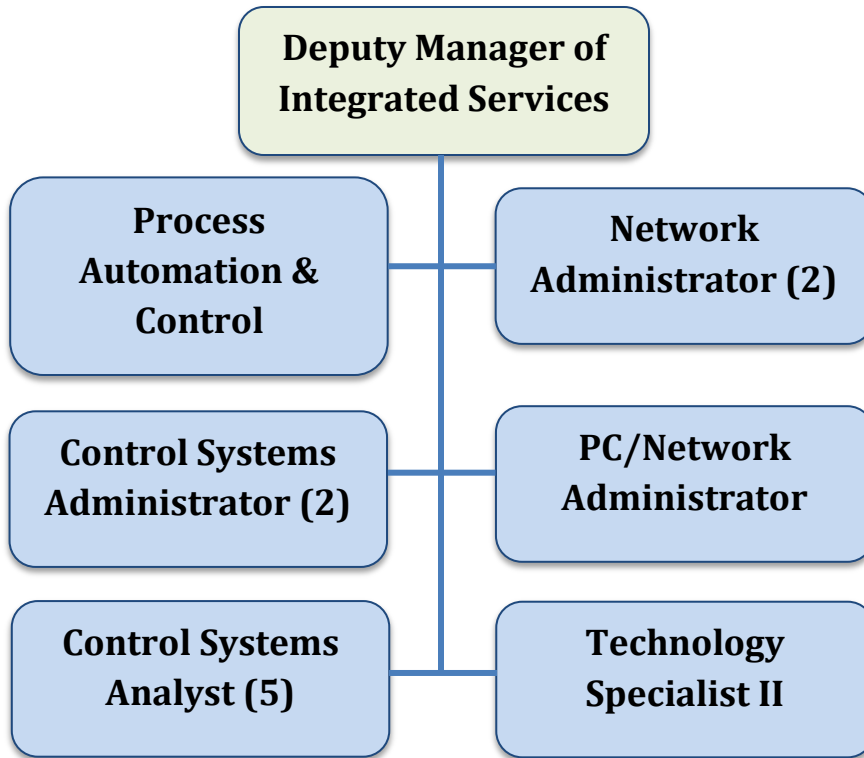 Deputy Manager of
Integrated Services
Process
Automation &
Control
Network
Administrator (2)
Control Systems
Administrator (2)
PC/Network
Administrator
Control Systems
Analyst (5)
Technology
Specialist II